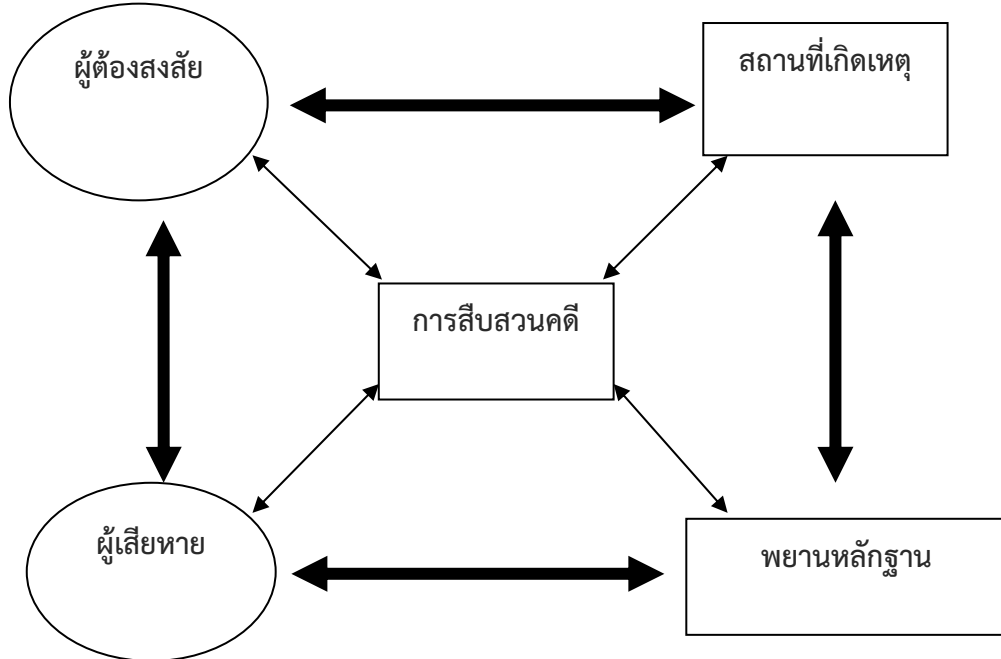 ผู้ต้องสงสัย
สถานที่เกิดเหตุ
การสืบสวนคดี
ผู้เสียหาย
พยานหลักฐาน